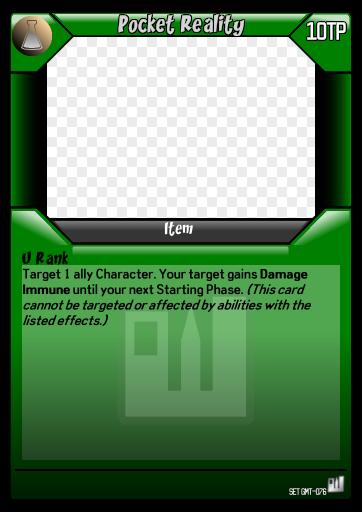 Pocket Reality
10TP
Item
U Rank
Target 1 ally Character. Your target gains Damage
Immune until your next Starting Phase. (This card
cannot be targeted or affected by abilities with the
listed effects.)
SET GMT-076